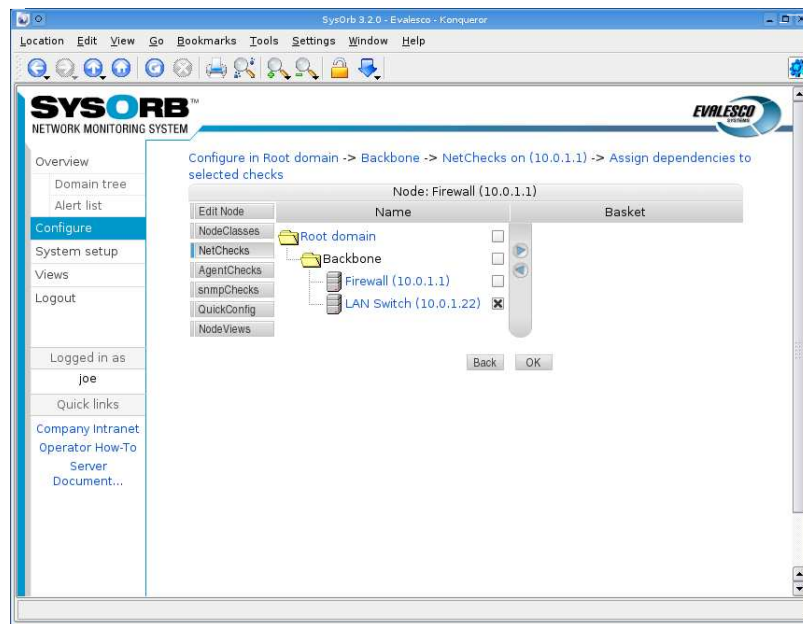 SysOrb 3.2.0 - Evalesco - Konqueror
Location Edit View Go Bookmarks Tools Settings Window Help
SYSORB™
NETWORK MONITORING SYSTEM
EVALESCO
SYSTEMS
Overview
Domain tree
Alert list
Configure
System setup
Views
Logout
Logged in as
joe
Quick links
Company Intranet
Operator How-To
Server
Document...
Configure in Root domain -> Backbone -> NetChecks on (10.0.1.1) -> Assign dependencies to
selected checks
Node: Firewall (10.0.1.1)
Edit Node
NodeClasses
NetChecks
AgentChecks
snmpChecks
QuickConfig
NodeViews
Name
Basket
Root domain
Backbone
Firewall (10.0.1.1)
LAN Switch (10.0.1.22)
Back
OK